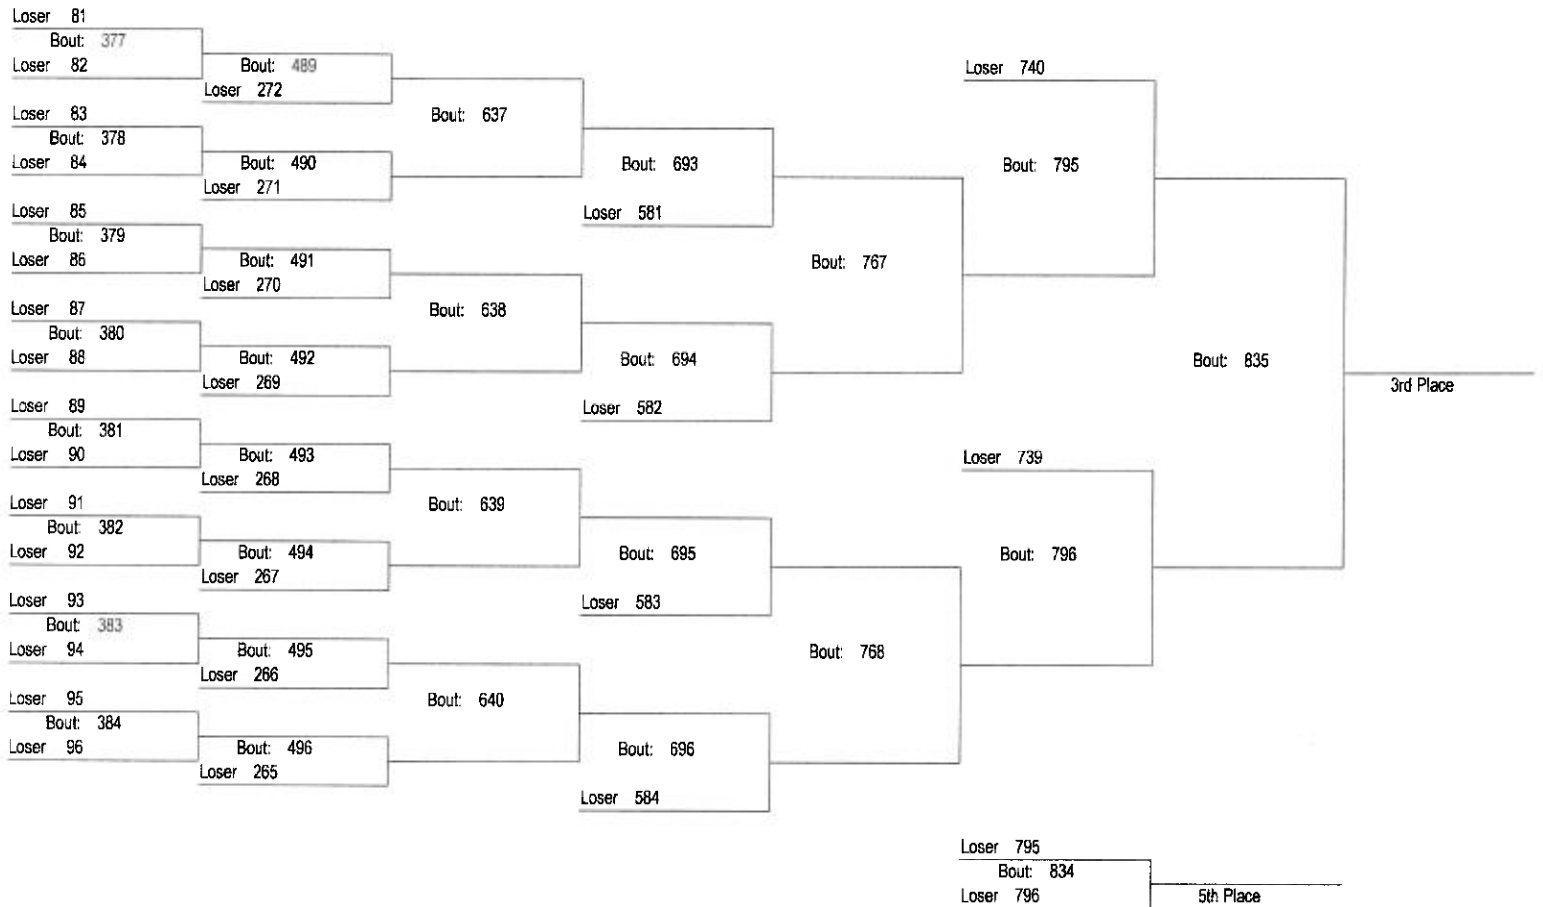 Loser 81
Bout: 377
Loser 82
Bout: 489
Loser 272
Loser 83
Bout: 378
Loser 84
Bout: 490
Loser 271
Loser 85
Bout: 379
Loser 86
Bout: 491
Loser 270
Loser 87
Bout: 380
Loser 88
Bout: 492
Loser 269
Loser 89
Bout: 381
Loser 90
Bout: 493
Loser 268
Loser 91
Bout: 382
Loser 92
Bout: 494
Loser 267
Loser 93
Bout: 383
Loser 94
Bout: 495
Loser 266
Loser 95
Bout: 384
Loser 96
Bout: 496
Loser 265
Bout: 637
Bout: 638
Bout: 639
Bout: 640
Bout: 693
Loser 581
Bout: 694
Loser 582
Bout: 695
Loser 583
Bout: 696
Loser 584
Bout: 767
Bout: 768
Loser 740
Bout: 795
Loser 739
Bout: 796
Bout: 835
3rd Place
Loser 795
Bout: 834
Loser 796
5th Place